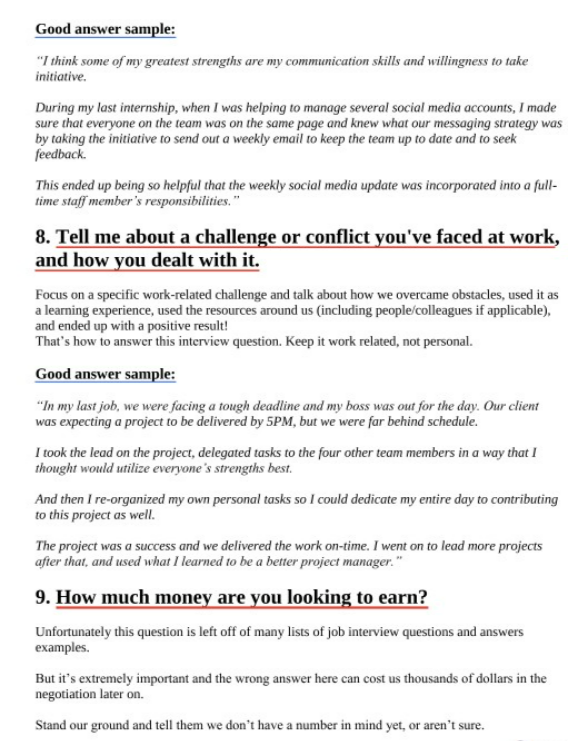 Good answer sample:
“I think some of my greatest strengths are my communication skills and willingness to take
initiative.
During my last internship, when I was helping to manage several social media accounts, I made
sure that everyone on the team was on the same page and knew what our messaging strategy was
by taking the initiative to send out a weekly email to keep the team up to date and to seek
feedback.
This ended up being so helpful that the weekly social media update was incorporated into a full-
time staff member’s responsibilities.”
8. Tell me about a challenge or conflict you've faced at work,
and how you dealt with it.
Focus on a specific work-related challenge and talk about how we overcame obstacles, used it as
a learning experience, used the resources around us (including people/colleagues if applicable),
and ended up with a positive result!
That’s how to answer this interview question. Keep it work related, not personal.
Good answer sample:
“In my last job, we were facing a tough deadline and my boss was out for the day. Our client
was expecting a project to be delivered by 5PM, but we were far behind schedule.
I took the lead on the project, delegated tasks to the four other team members in a way that I
thought would utilize everyone’s strengths best.
And then I re-organized my own personal tasks so I could dedicate my entire day to contributing
to this project as well.
The project was a success and we delivered the work on-time. I went on to lead more projects
after that, and used what I learned to be a better project manager.”
9. How much money are you looking to earn?
Unfortunately this question is left off of many lists of job interview questions and answers
examples.
But it’s extremely important and the wrong answer here can cost us thousands of dollars in the
negotiation later on.
Stand our ground and tell them we don’t have a number in mind yet, or aren’t sure.